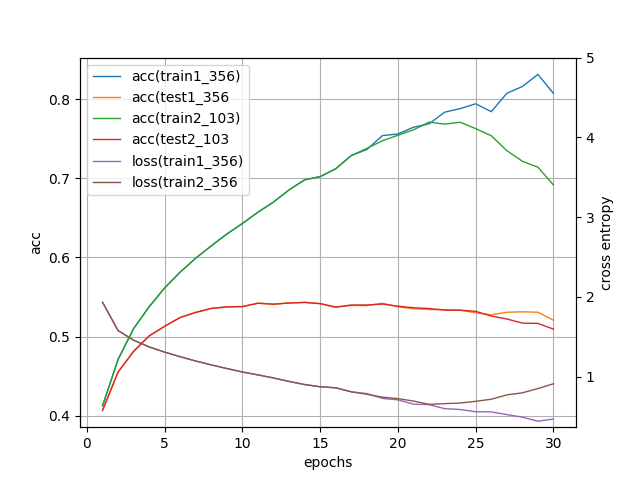 acc(train1_356)
acc(test1_356
acc(train2_103)
acc(test2_103
loss(train1_356)
loss(train2_356
0.8
0.7
0.6
0.5
0.4
acc
5
4
3
2
1
cross entropy
0 5 10 15 20 25 30
epochs